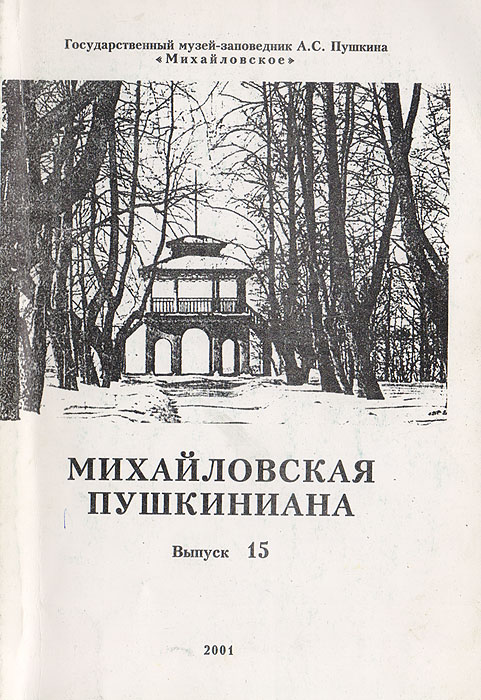 Государственный музей-заповедник А.С. Пушкина
«Михайловское»
МИХАЙЛОВСКАЯ
ПУШКИНИАНА
Выпуск 15
2001